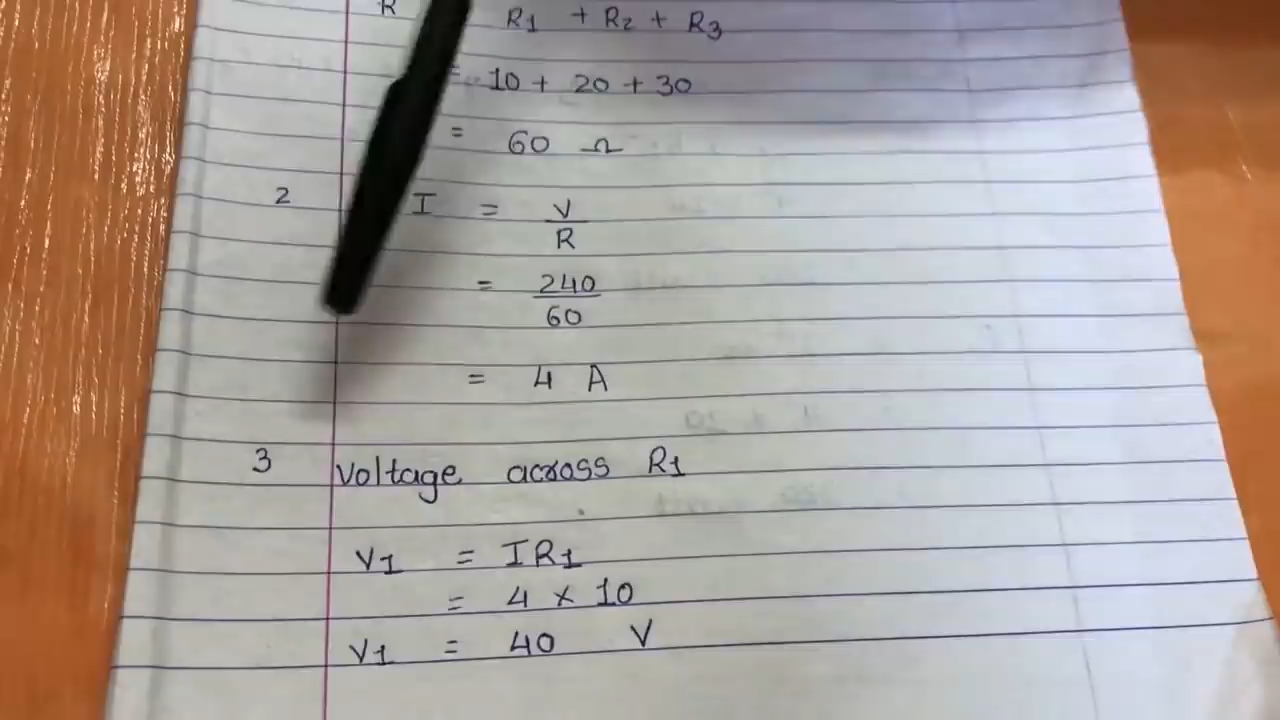 R R1 + R2 + R3
= 10 + 20 + 30
= 60 Ω
2 I = V/R
= 240/60
= 4 A
3 Voltage across R1
V1 = IR1
= 4 × 10
V1 = 40 V